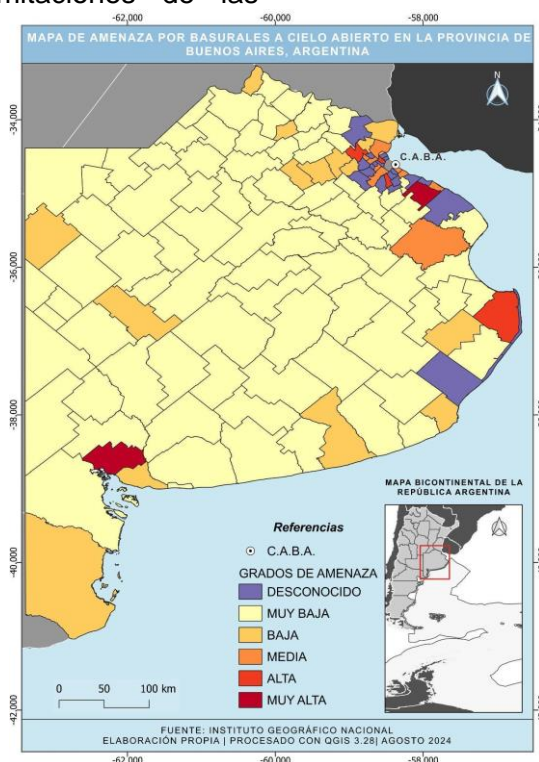 mitaciones de las
-62,000 -60,000 -58,000
MAPA DE AMENAZA POR BASURALES A CIELO ABIERTO EN LA PROVINCIA DE
BUENOS AIRES, ARGENTINA
N
-34,000
C.A.B.A.
-36,000
-38,000
MAPA BICONTINENTAL DE LA
REPÚBLICA ARGENTINA
Referencias
C.A.B.A.
GRADOS DE AMENAZA
DESCONOCIDO
MUY BAJA
BAJA
MEDIA
ALTA
MUY ALTA
-40,000
0 50 100 km
-42,000
FUENTE: INSTITUTO GEOGRÁFICO NACIONAL
ELABORACIÓN PROPIA | PROCESADO CON QGIS 3.28| AGOSTO 2024
-62,000 -60,000 -58,000